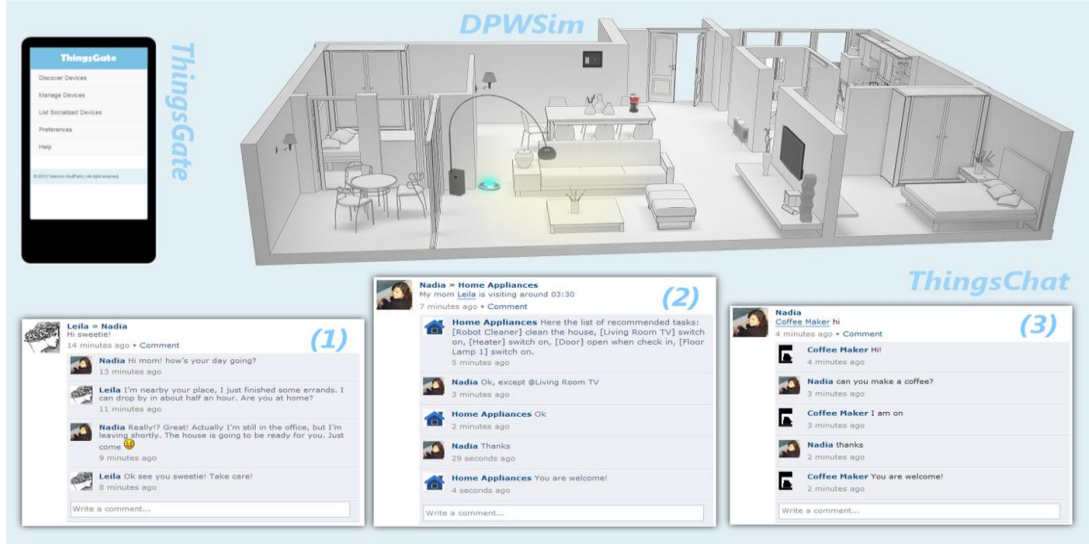 DPWSim
ThingsGate
ThingsGate
Discover Devices
Manage Devices
List Socialized Devices
Preferences
Help
ThingsChat
Leila » Nadia
Hi sweetie!
14 minutes ago • Comment
(1)
Nadia Hi mom! how's your day going?
13 minutes ago
Leila I'm nearby your place, I just finished some errands. I
can drop by in about half an hour. Are you at home?
11 minutes ago
Nadia Really!? Great! Actually I'm still in the office, but I'm
leaving shortly. The house is going to be ready for you. Just
come
9 minutes ago
Leila Ok see you sweetie! Take care!
8 minutes ago
Write a comment...
Nadia » Home Appliances
My mom Leila is visiting around 03:30
7 minutes ago • Comment
(2)
Home Appliances Here the list of recommended tasks:
[Robot Cleaner] clean the house, [Living Room TV] switch
on, [Heater] switch on, [Door] open when check in, [Floor
Lamp 1] switch on.
5 minutes ago
Nadia Ok, except @Living Room TV
3 minutes ago
Home Appliances Ok
2 minutes ago
Nadia Thanks
29 seconds ago
Home Appliances You are welcome!
4 seconds ago
Write a comment...
Nadia
Coffee Maker hi
4 minutes ago • Comment
(3)
Coffee Maker Hi!
4 minutes ago
Nadia can you make a coffee?
3 minutes ago
Coffee Maker I am on
3 minutes ago
Nadia thanks
2 minutes ago
Coffee Maker You are welcome!
2 minutes ago
Write a comment...